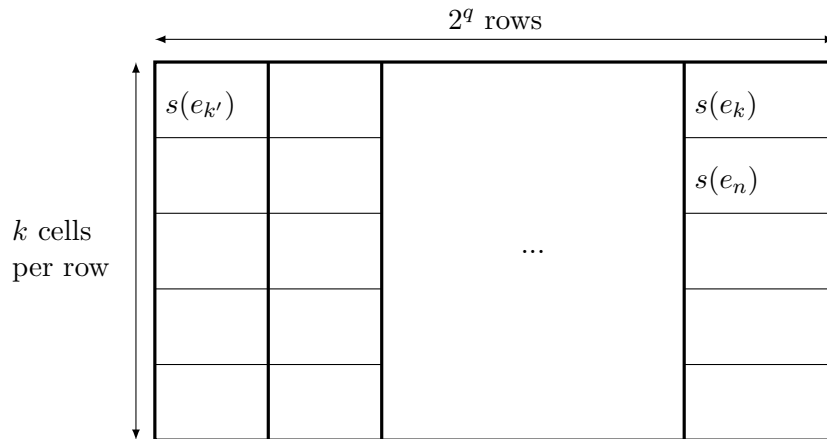 2^q rows
s(e_{k'})
s(e_k)
s(e_n)
k cells
per row
...